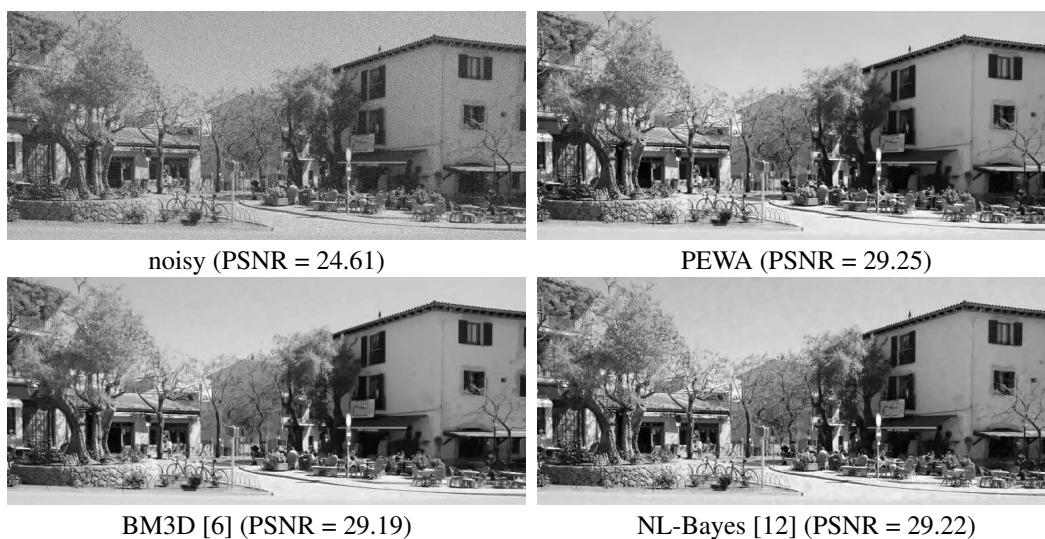 noisy (PSNR = 24.61)
PEWA (PSNR = 29.25)
BM3D [6] (PSNR = 29.19)
NL-Bayes [12] (PSNR = 29.22)